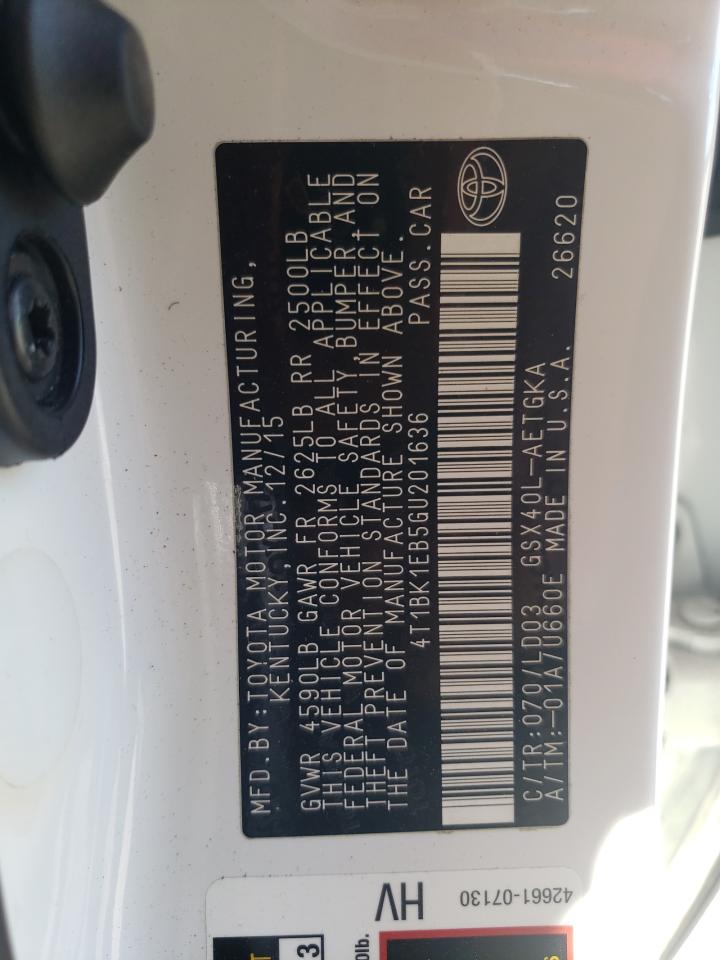 MFD.BY:TOYOTA MOTOR MANUFACTURING,
KENTUCKY,INC.12/15
GVWR 4590LB GAWR FR 2625LB RR 2500LB
THIS VEHICLE CONFORMS TO ALL APPLICABLE
FEDERAL MOTOR VEHICLE SAFETY,BUMPER,AND
THEFT PREVENTION STANDARDS IN EFFECT ON
THE DATE OF MANUFACTURE SHOWN ABOVE.
4T1BK1EB5GU201636 PASS.CAR
C/TR:070/LD03 GSX40L-AETGKA
A/TM:-01A/U660E MADE IN U.S.A. 26620
HV
42661-07130
3
0lb.